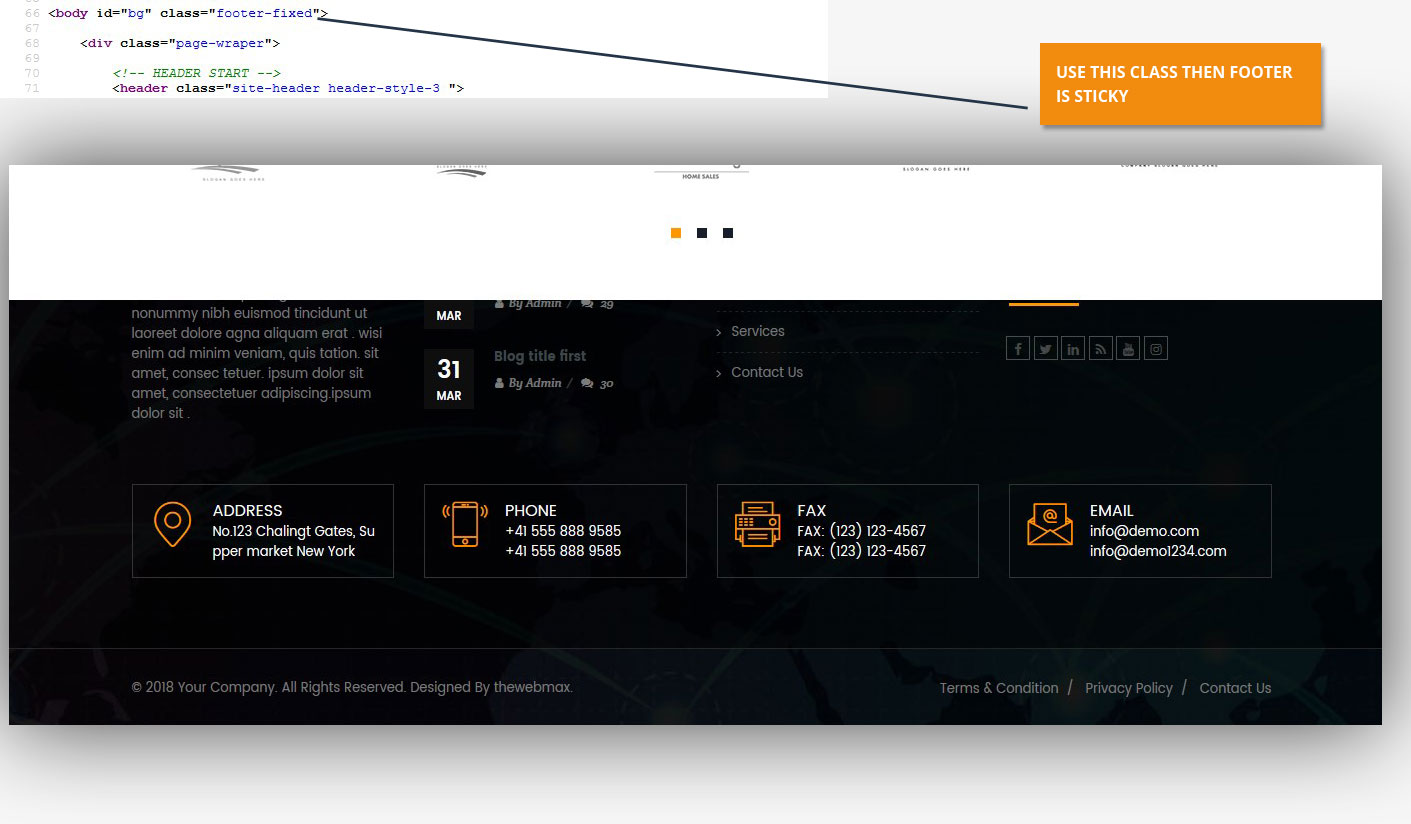 66 <body id="bg" class="footer-fixed">
67
68 <div class="page-wraper">
69
70 <!-- HEADER START -->
71 <header class="site-header header-style-3 ">
USE THIS CLASS THEN FOOTER
IS STICKY
SLOGAN GOES HERE
HOME SALES
SLOGAN GOES HERE
nonummy nibh euismod tincidunt ut
laoreet dolore agna aliquam erat . wisi
enim ad minim veniam, quis tation. sit
amet, consec tetuer. ipsum dolor sit
amet, consectetuer adipiscing.ipsum
dolor sit .
By Admin / 29
MAR
31
MAR
Blog title first
By Admin / 30
> Services
> Contact Us
ADDRESS
No.123 Chalingt Gates, Su
pper market New York
PHONE
+41 555 888 9585
+41 555 888 9585
FAX
FAX: (123) 123-4567
FAX: (123) 123-4567
EMAIL
info@demo.com
info@demo1234.com
© 2018 Your Company. All Rights Reserved. Designed By thewebmax.
Terms & Condition / Privacy Policy / Contact Us